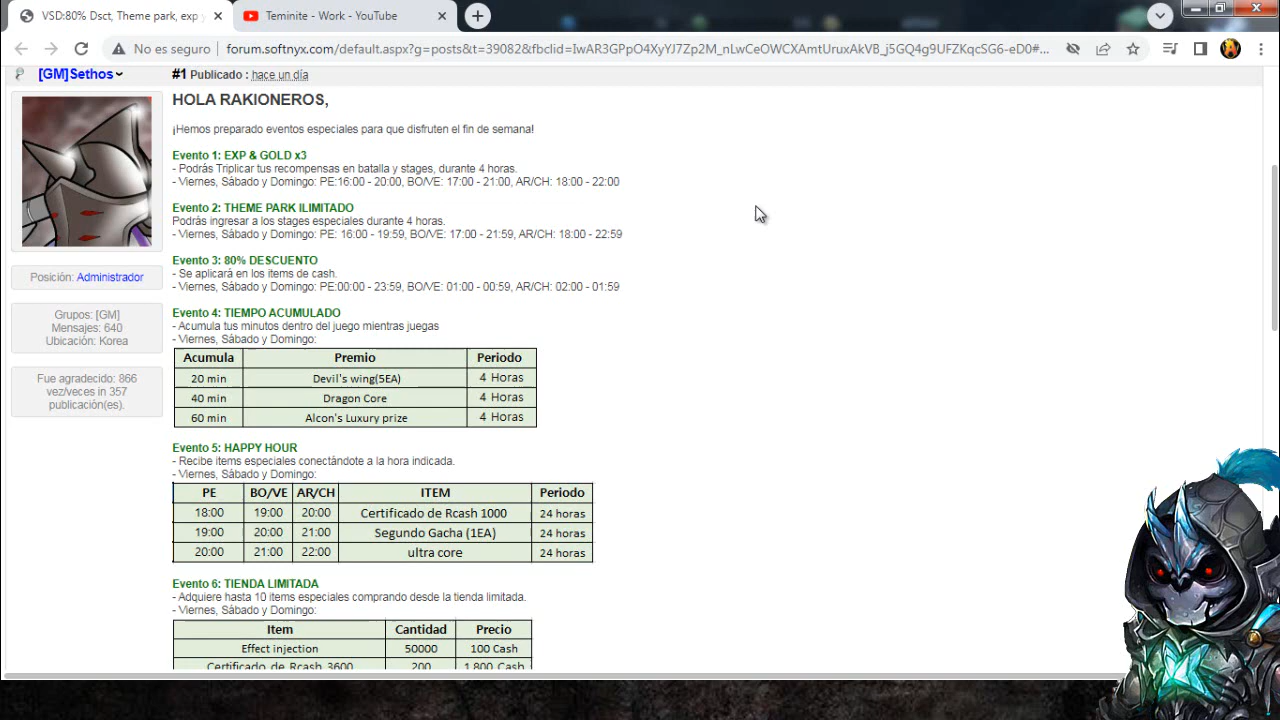 VSD:80% Dsct, Theme park, exp y
Teminite - Work - YouTube
No es seguro
forum.softnyx.com/default.aspx?g=posts&t=39082&fbclid=IwAR3GPpO4XyYJ7Zp2M_nLwCeOWCXAmtUruxAkVB_j5GQ4g9UFZKqcSG6-eD0#...
[GM]Sethos
#1 Publicado : hace un día
HOLA RAKIONEROS,
¡Hemos preparado eventos especiales para que disfruten el fin de semana!
Evento 1: EXP & GOLD x3
- Podrás Triplicar tus recompensas en batalla y stages, durante 4 horas.
- Viernes, Sábado y Domingo: PE:16:00 - 20:00, BO/VE: 17:00 - 21:00, AR/CH: 18:00 - 22:00
Evento 2: THEME PARK ILIMITADO
Podrás ingresar a los stages especiales durante 4 horas.
- Viernes, Sábado y Domingo: PE: 16:00 - 19:59, BO/VE: 17:00 - 21:59, AR/CH: 18:00 - 22:59
Evento 3: 80% DESCUENTO
- Se aplicará en los items de cash.
- Viernes, Sábado y Domingo: PE:00:00 - 23:59, BO/VE: 01:00 - 00:59, AR/CH: 02:00 - 01:59
Evento 4: TIEMPO ACUMULADO
- Acumula tus minutos dentro del juego mientras juegas
- Viernes, Sábado y Domingo:
Acumula Premio Periodo
20 min Devil's wing(5EA) 4 Horas
40 min Dragon Core 4 Horas
60 min Alcon's Luxury prize 4 Horas
Evento 5: HAPPY HOUR
- Recibe items especiales conectándote a la hora indicada.
- Viernes, Sábado y Domingo:
PE BO/VE AR/CH ITEM Periodo
18:00 19:00 20:00 Certificado de Rcash 1000 24 horas
19:00 20:00 21:00 Segundo Gacha (1EA) 24 horas
20:00 21:00 22:00 ultra core 24 horas
Evento 6: TIENDA LIMITADA
- Adquiere hasta 10 items especiales comprando desde la tienda limitada.
- Viernes, Sábado y Domingo:
Item Cantidad Precio
Effect injection 50000 100 Cash
Certificado de Rcash 3600 200 1,800 Cash
Posición: Administrador
Grupos: [GM]
Mensajes: 640
Ubicación: Korea
Fue agradecido: 866
vez/veces in 357
publicación(es).